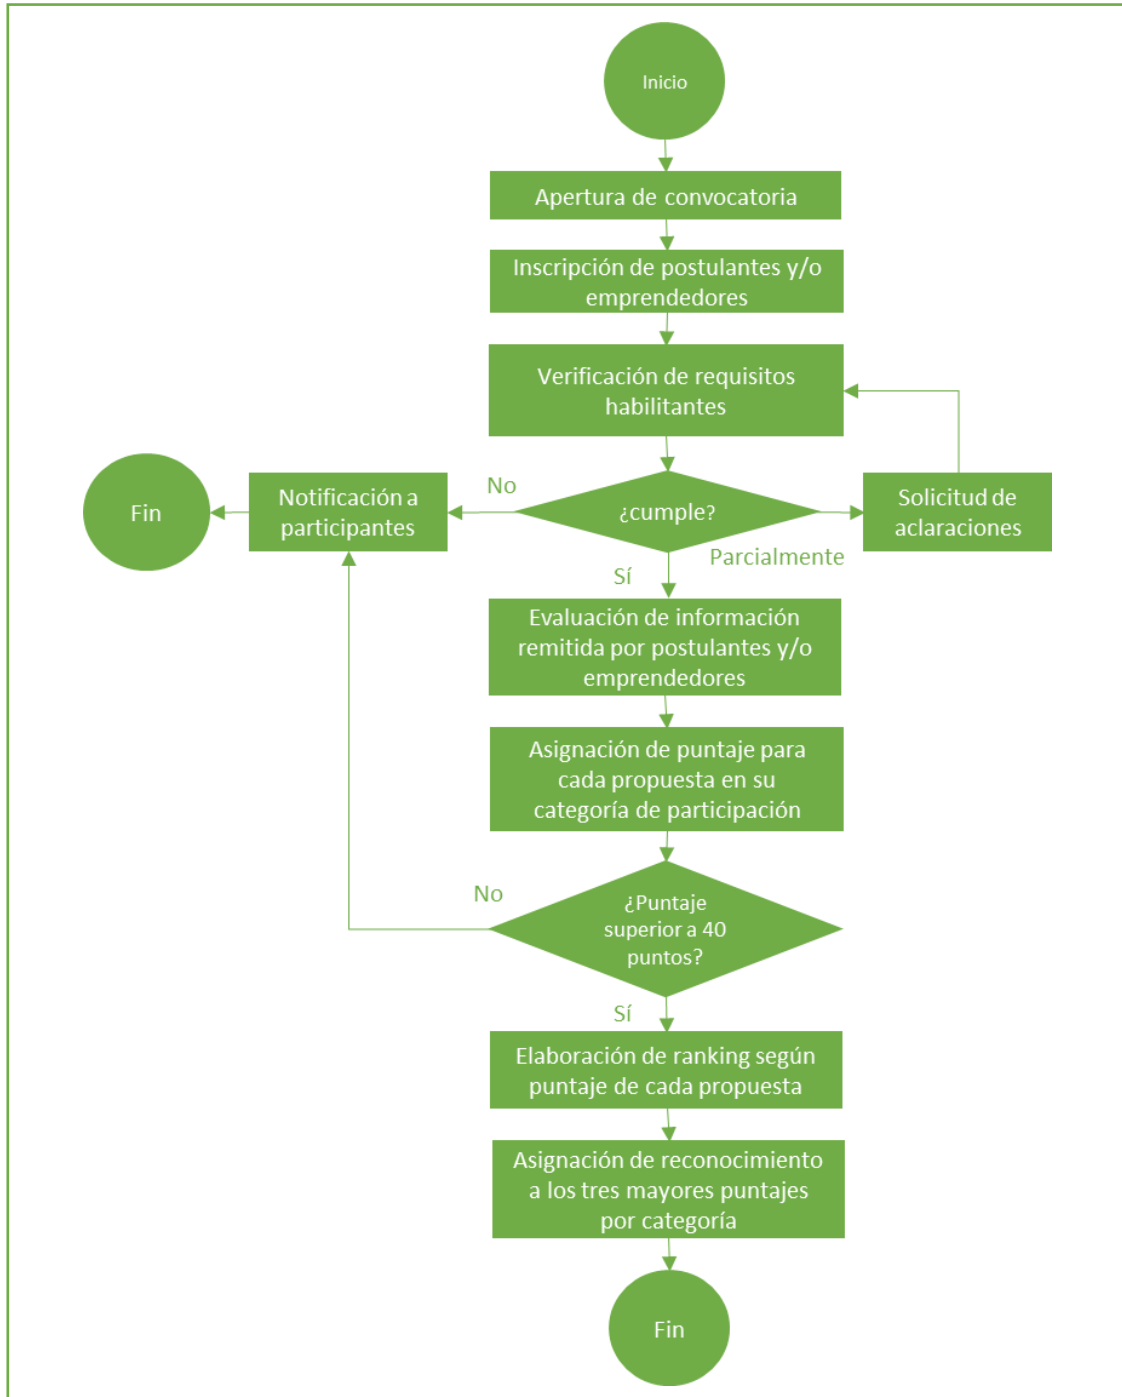 Inicio
Apertura de convocatoria
Inscripción de postulantes y/o
emprendedores
Verificación de requisitos
habilitantes
Fin
Notificación a
participantes
No
¿cumple?
Solicitud de
aclaraciones
Parcialmente
Sí
Evaluación de información
remitida por postulantes y/o
emprendedores
Asignación de puntaje para
cada propuesta en su
categoría de participación
No
¿Puntaje
superior a 40
puntos?
Sí
Elaboración de ranking según
puntaje de cada propuesta
Asignación de reconocimiento
a los tres mayores puntajes
por categoría
Fin